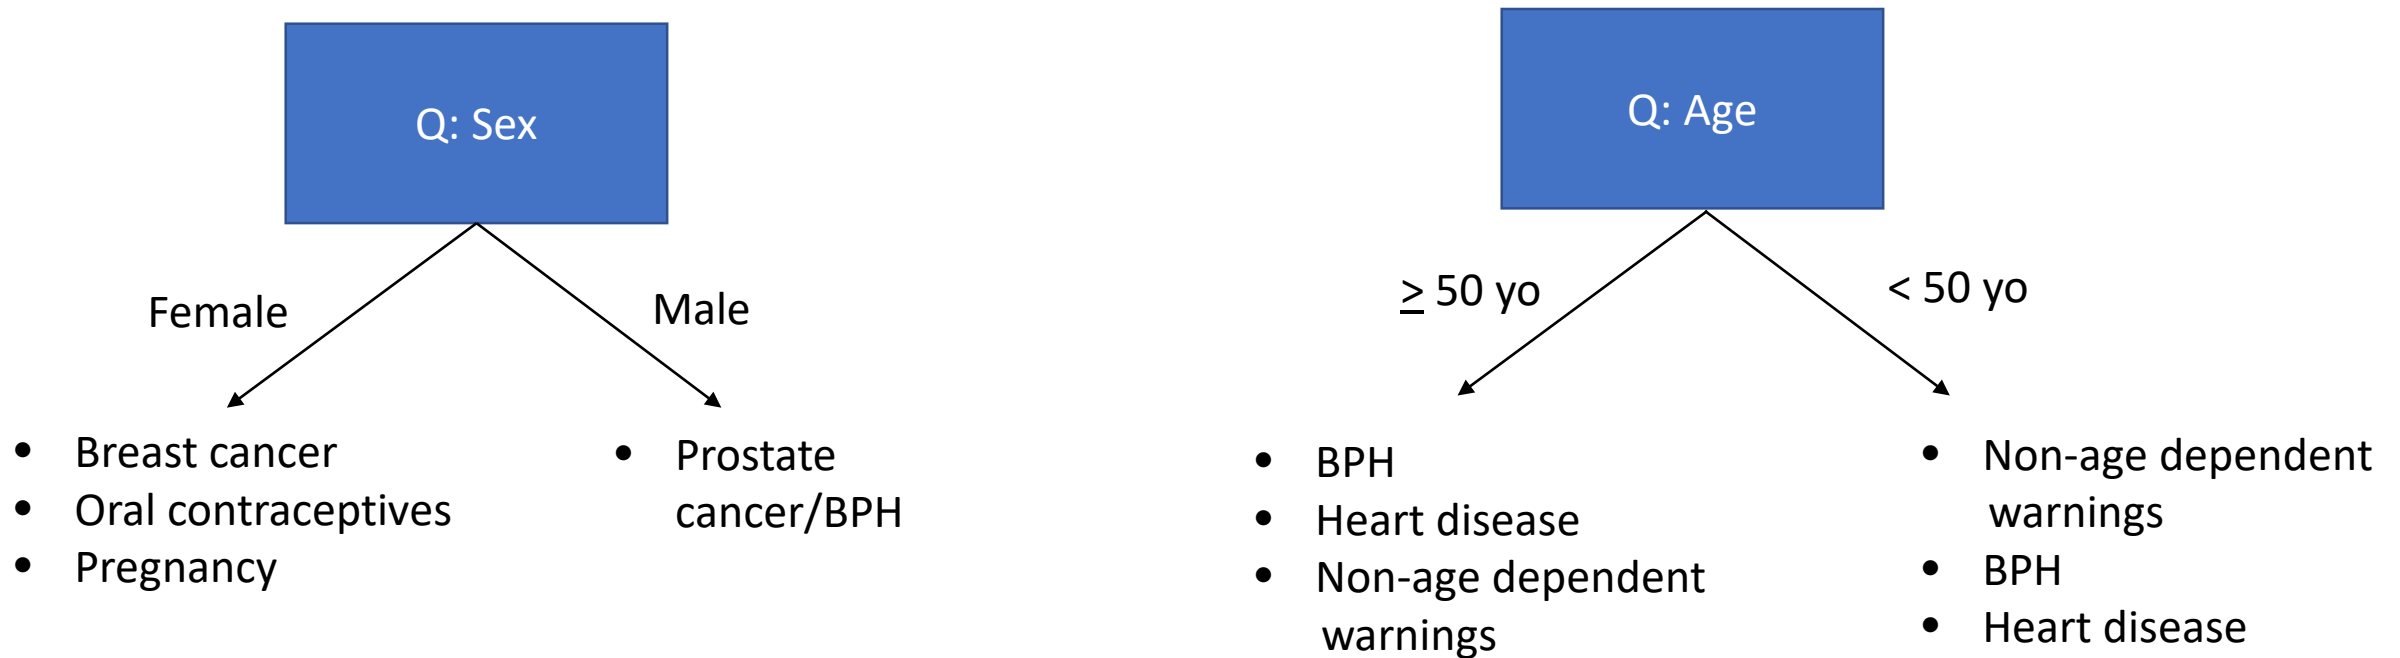 Q: Sex
Female
Male
• Breast cancer
• Oral contraceptives
• Pregnancy
• Prostate
cancer/BPH
Q: Age
≥ 50 yo
< 50 yo
• BPH
• Heart disease
• Non-age dependent
warnings
• Non-age dependent
warnings
• BPH
• Heart disease